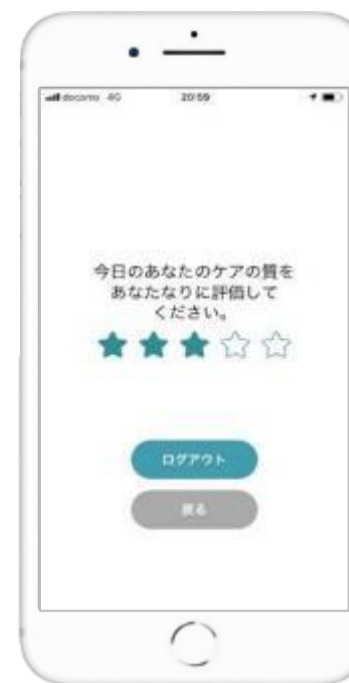 docomo 4G 20:59
今日のあなたのケアの質を
あなたなりに評価して
ください。
ログアウト
戻る